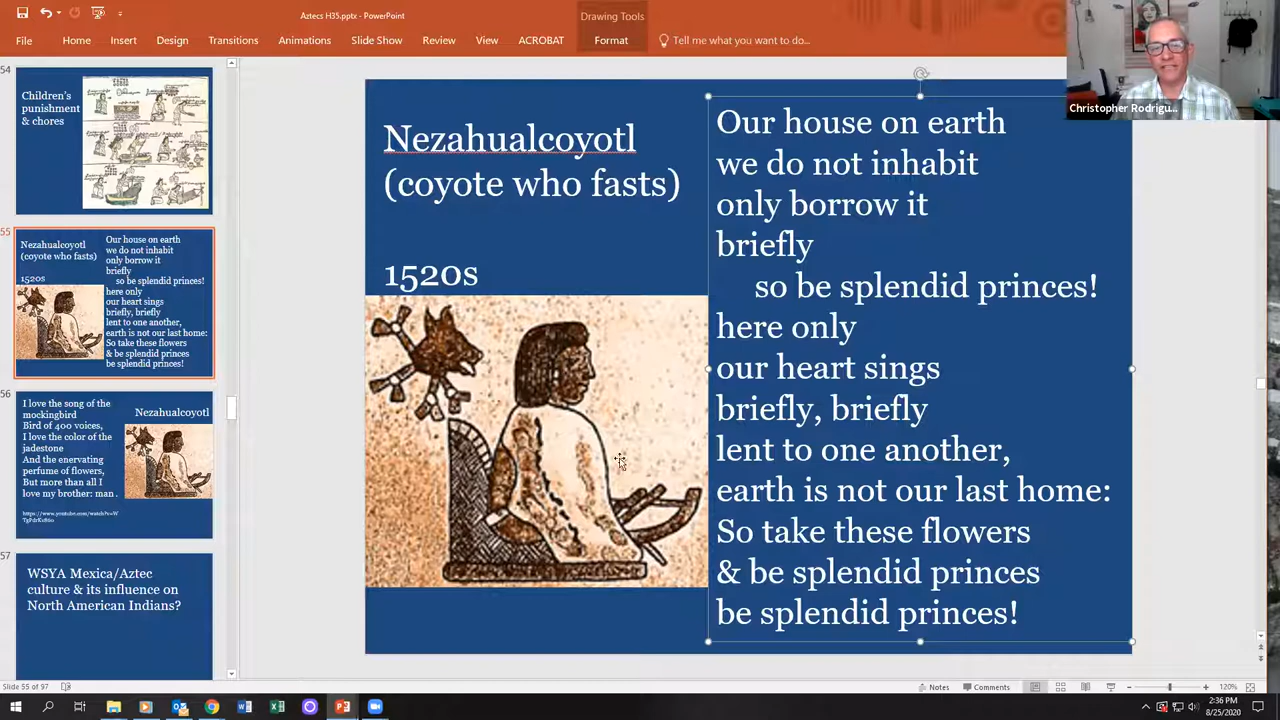 Aztecs H35.pptx - PowerPoint
Drawing Tools
File Home Insert Design Transitions Animations Slide Show Review View ACROBAT Format Tell me what you want to do...
Christopher Rodrigu...
54
Children's
punishment
& chores
55
Nezahualcoyotl
(coyote who fasts)
1520s
Our house on earth
we do not inhabit
only borrow it
briefly
so be splendid princes!
here only
our heart sings
briefly, briefly
lent to one another,
earth is not our last home:
So take these flowers
& be splendid princes
be splendid princes!
56
I love the song of the
mockingbird
Bird of 400 voices,
I love the color of the
jadestone
And the enervating
perfume of flowers,
But more than all I
love my brother: man .
Nezahualcoyotl
57
WSYA Mexica/Aztec
culture & its influence on
North American Indians?
Nezahualcoyotl
(coyote who fasts)
1520s
Our house on earth
we do not inhabit
only borrow it
briefly
so be splendid princes!
here only
our heart sings
briefly, briefly
lent to one another,
earth is not our last home:
So take these flowers
& be splendid princes
be splendid princes!
Slide 55 of 97
Notes Comments 120%
2:36 PM
8/25/2020